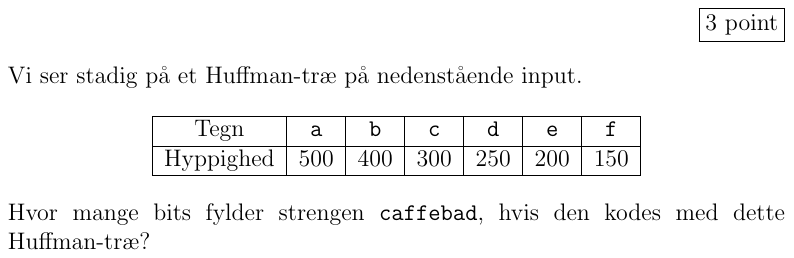 3 point
Vi ser stadig på et Huffman-træ på nedenstående input.
Tegn a b c d e f
Hyppighed 500 400 300 250 200 150
Hvor mange bits fylder strengen caffebad, hvis den kodes med dette
Huffman-træ?